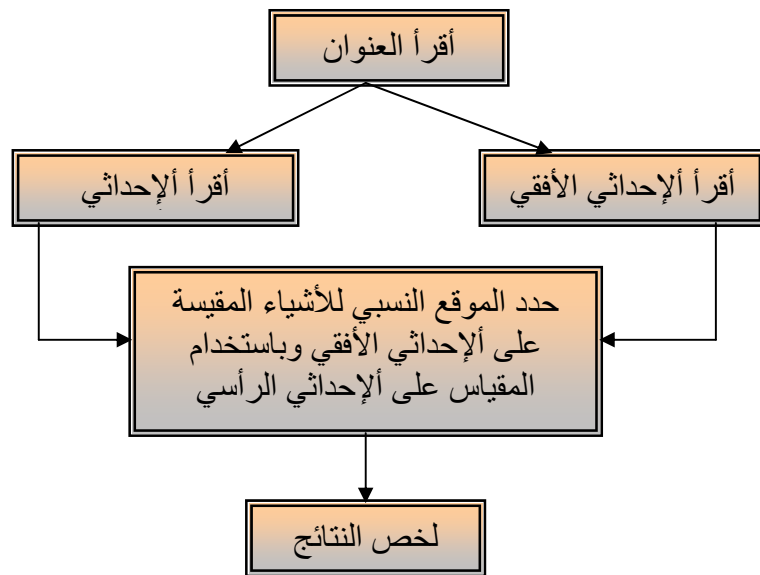 أقرأ العنوان
أقرأ ألإحداثي الأفقي
أقرأ ألإحداثي
حدد الموقع النسبي للأشياء المقيسة
على ألإحداثي الأفقي وباستخدام
المقياس على ألإحداثي الرأسي
لخص النتائج